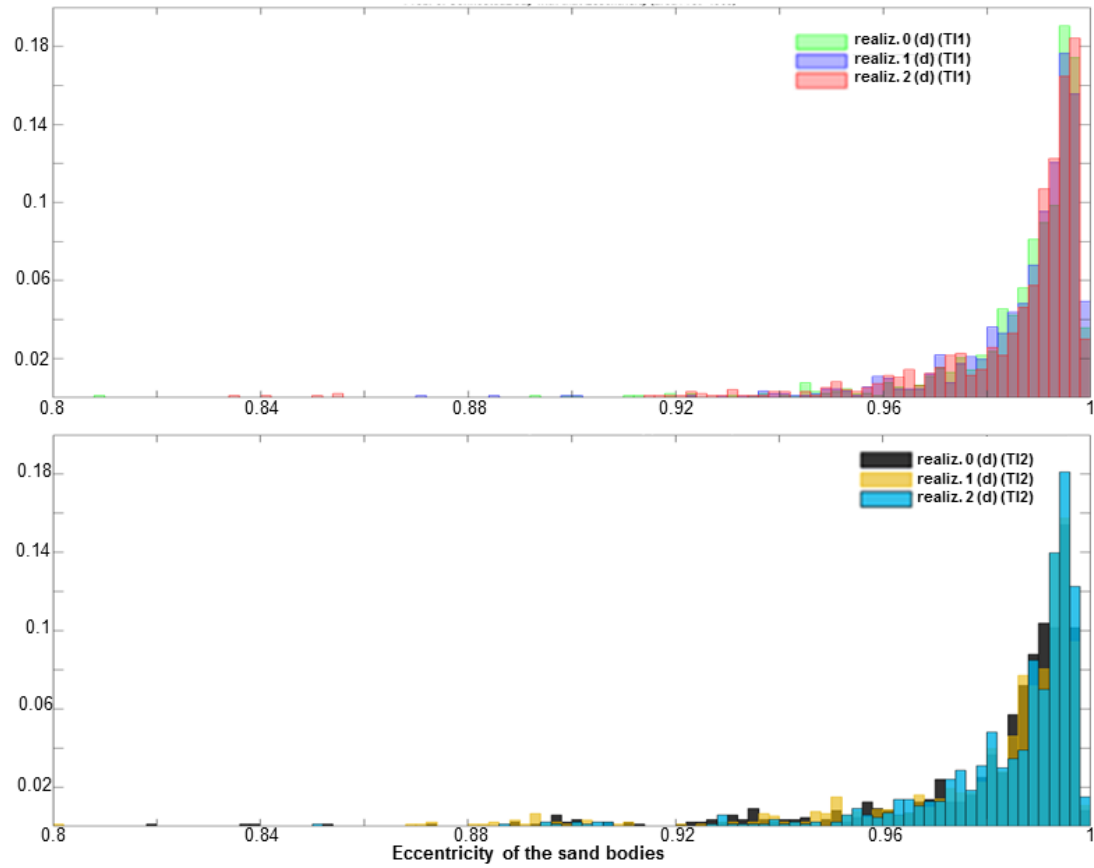 0.18
0.14
0.1
0.06
0.02
realiz. 0 (d) (TI1)
realiz. 1 (d) (TI1)
realiz. 2 (d) (TI1)
0.8 0.84 0.88 0.92 0.96 1
0.18
0.14
0.1
0.06
0.02
realiz. 0 (d) (TI2)
realiz. 1 (d) (TI2)
realiz. 2 (d) (TI2)
0.8 0.84 0.88 0.92 0.96 1
Eccentricity of the sand bodies